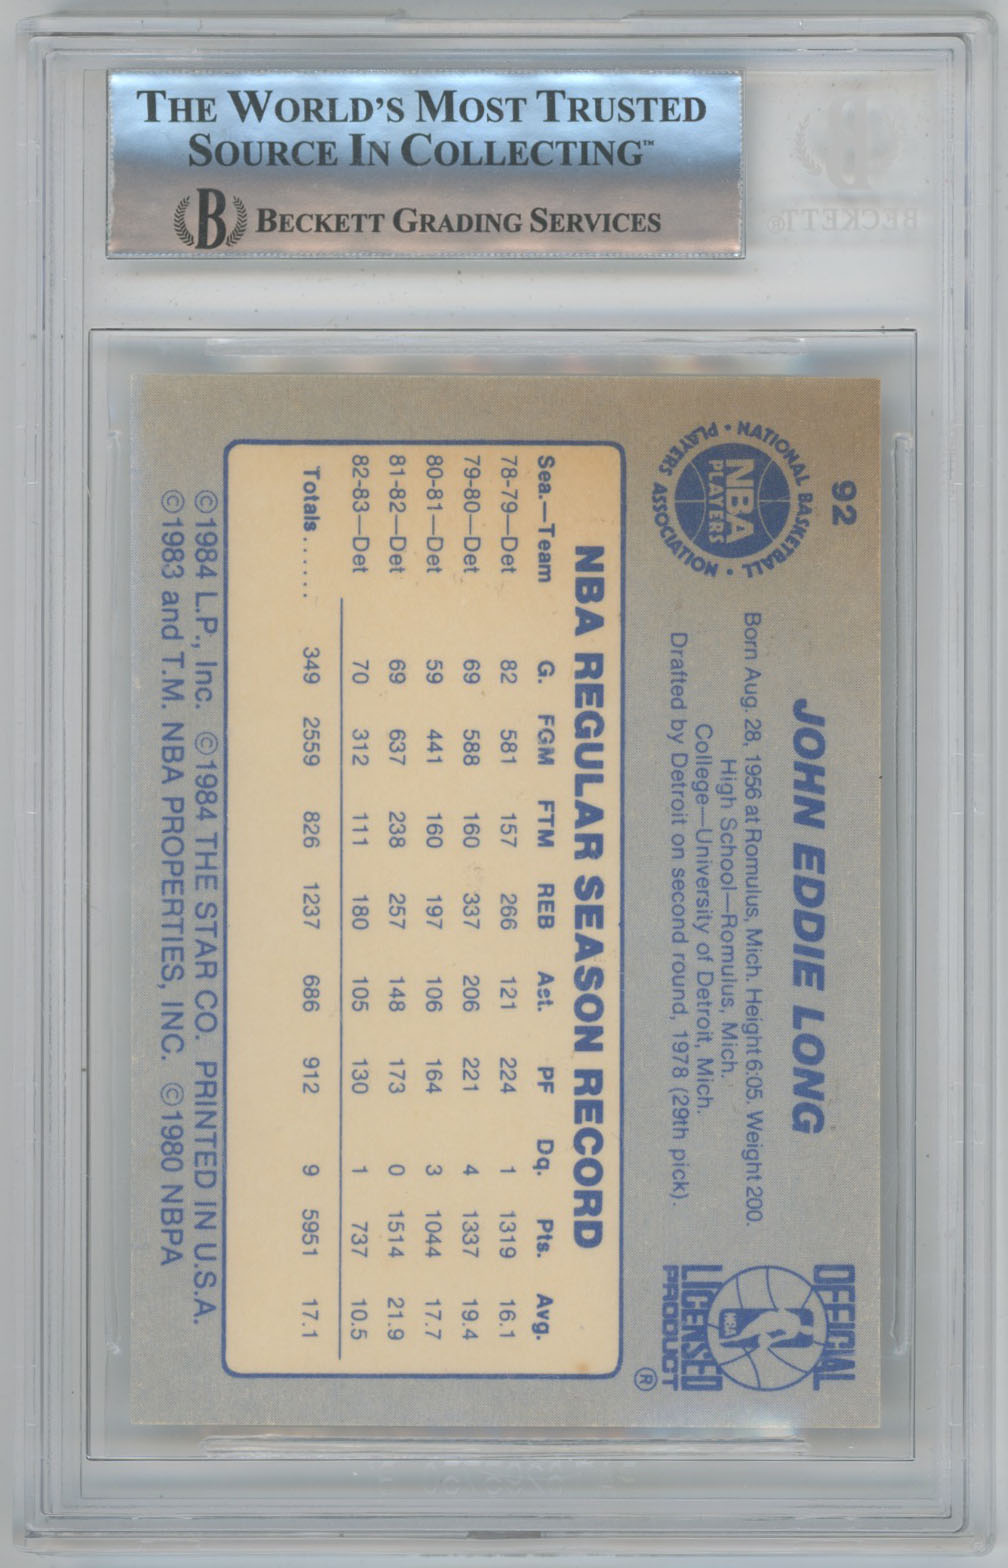 THE WORLD'S MOST TRUSTED
SOURCE IN COLLECTING™
B BECKETT GRADING SERVICES
B
BECKETT®
92
NATIONAL BASKETBALL
PLAYERS ASSOCIATION
NBA
PLAYERS
JOHN EDDIE LONG
Born Aug. 28, 1956 at Romulus, Mich. Height 6:05. Weight 200.
High School—Romulus, Mich.
College—University of Detroit, Mich.
Drafted by Detroit on second round, 1978 (29th pick).
OFFICIAL
NBA
LICENSED
PRODUCT ®
NBA REGULAR SEASON RECORD
Sea.—Team G. FGM FTM REB Ast. PF Dq. Pts. Avg.
78-79—Det 82 581 157 266 121 224 1 1319 16.1
79-80—Det 69 588 160 337 206 221 4 1337 19.4
80-81—Det 59 441 160 197 106 164 3 1044 17.7
81-82—Det 69 637 238 257 148 173 0 1514 21.9
82-83—Det 70 312 111 180 105 130 1 737 10.5
Totals...... 349 2559 826 1237 686 912 9 5951 17.1
©1984 L.P., Inc. ©1984 THE STAR CO. PRINTED IN U.S.A.
©1983 and T.M. NBA PROPERTIES, INC. ©1980 NBPA